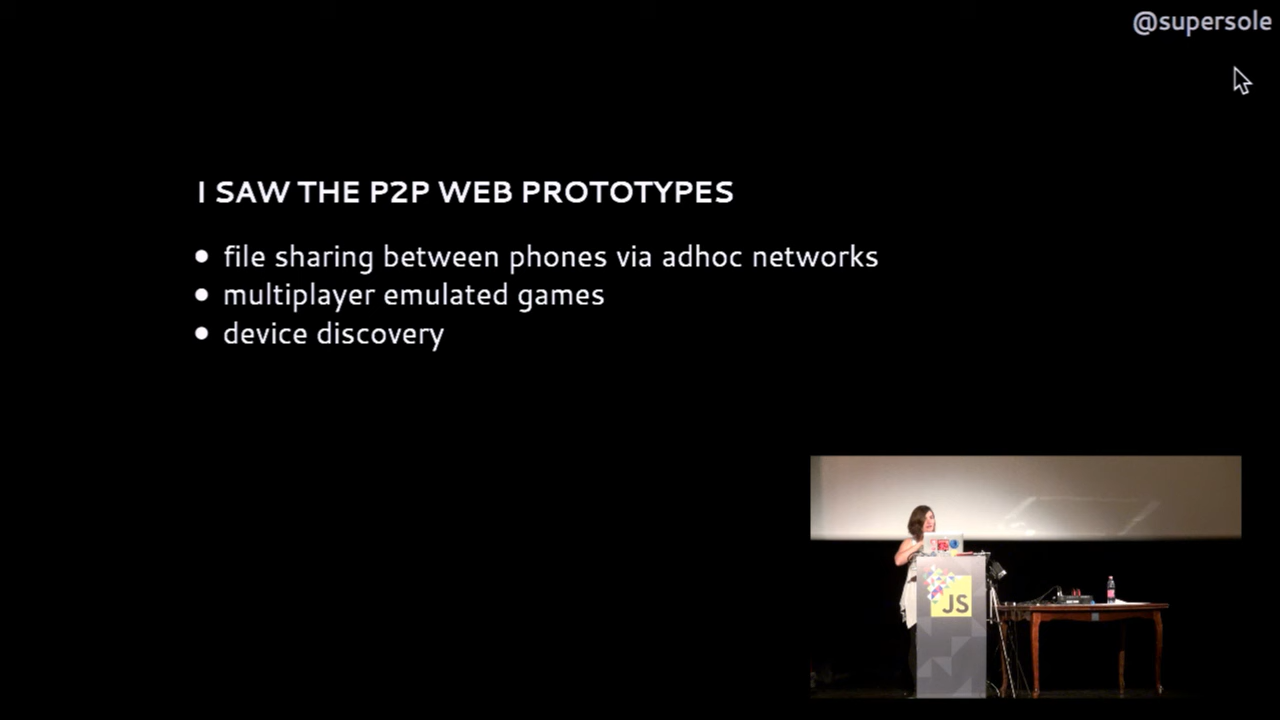 @supersole
I SAW THE P2P WEB PROTOTYPES
file sharing between phones via adhoc networks
multiplayer emulated games
device discovery
JS